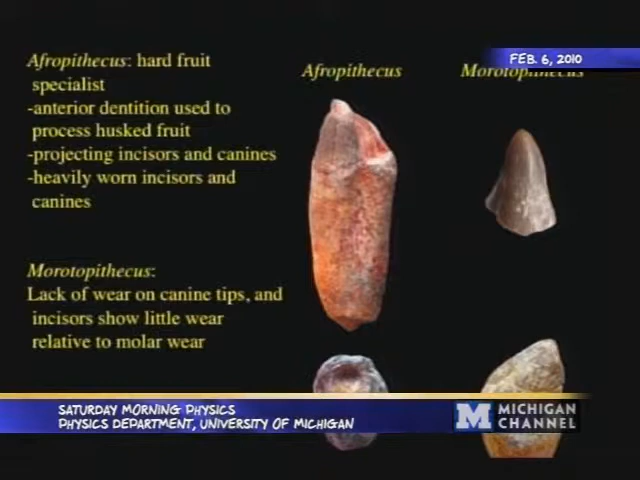 Afropithecus: hard fruit
specialist
-anterior dentition used to
process husked fruit
-projecting incisors and canines
-heavily worn incisors and
canines
Morotopithecus:
Lack of wear on canine tips, and
incisors show little wear
relative to molar wear
Afropithecus
Morotopithecus
FEB. 6, 2010
SATURDAY MORNING PHYSICS
PHYSICS DEPARTMENT, UNIVERSITY OF MICHIGAN
M MICHIGAN
CHANNEL